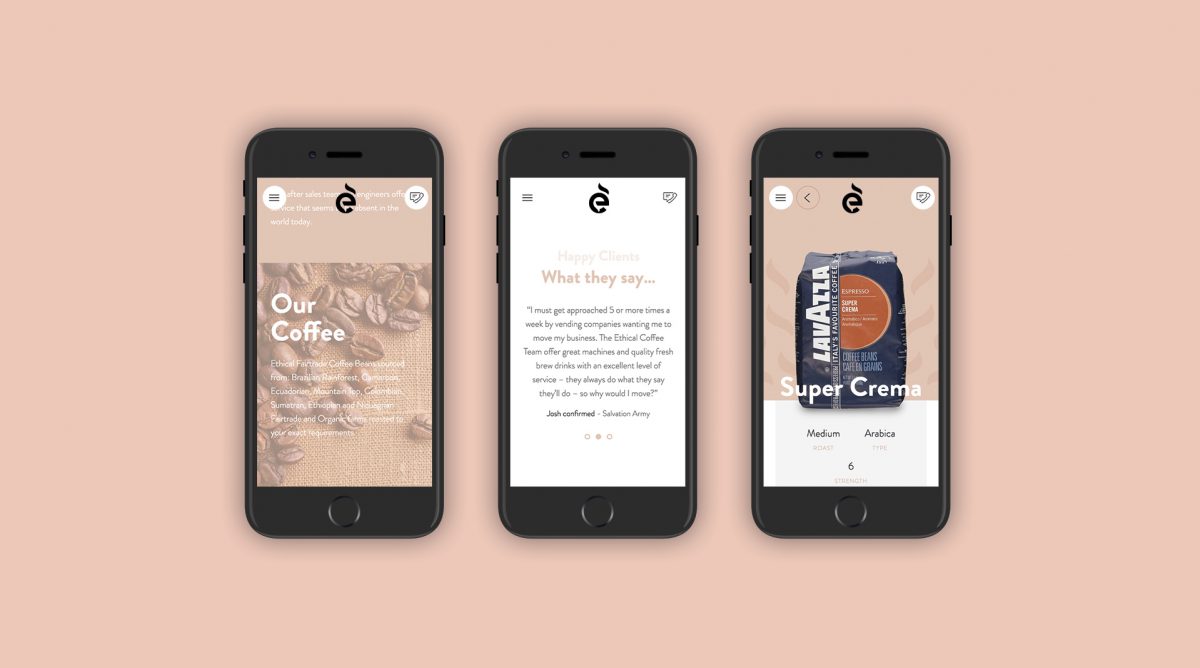 after sales team
engineers offer
service that seems
absent in the
world today.
Our
Coffee
Ethical Fairtrade Coffee Beans sourced
from: Brazilian Rainforest, Cameroon,
Ecuadorian, Mountain Top, Colombian,
Sumatran, Ethiopian and
Fairtrade and Organic farms roasted to
your exact requirements.
è
Happy Clients
What they say...
“I must get approached 5 or more times a
week by vending companies wanting me to
move my business. The Ethical Coffee
Team offer great machines and quality fresh
brew drinks with an excellent level of
service – they always do what they say
they’ll do – so why would I move?”
Josh confirmed - Salvation Army
è
LAVAZZA
ITALY'S FAVOURITE COFFEE
ESPRESSO
SUPER
CREMA
COFFEE BEANS
CAFÉ EN GRAINS
Super Crema
Medium Arabica
ROAST TYPE
6
STRENGTH